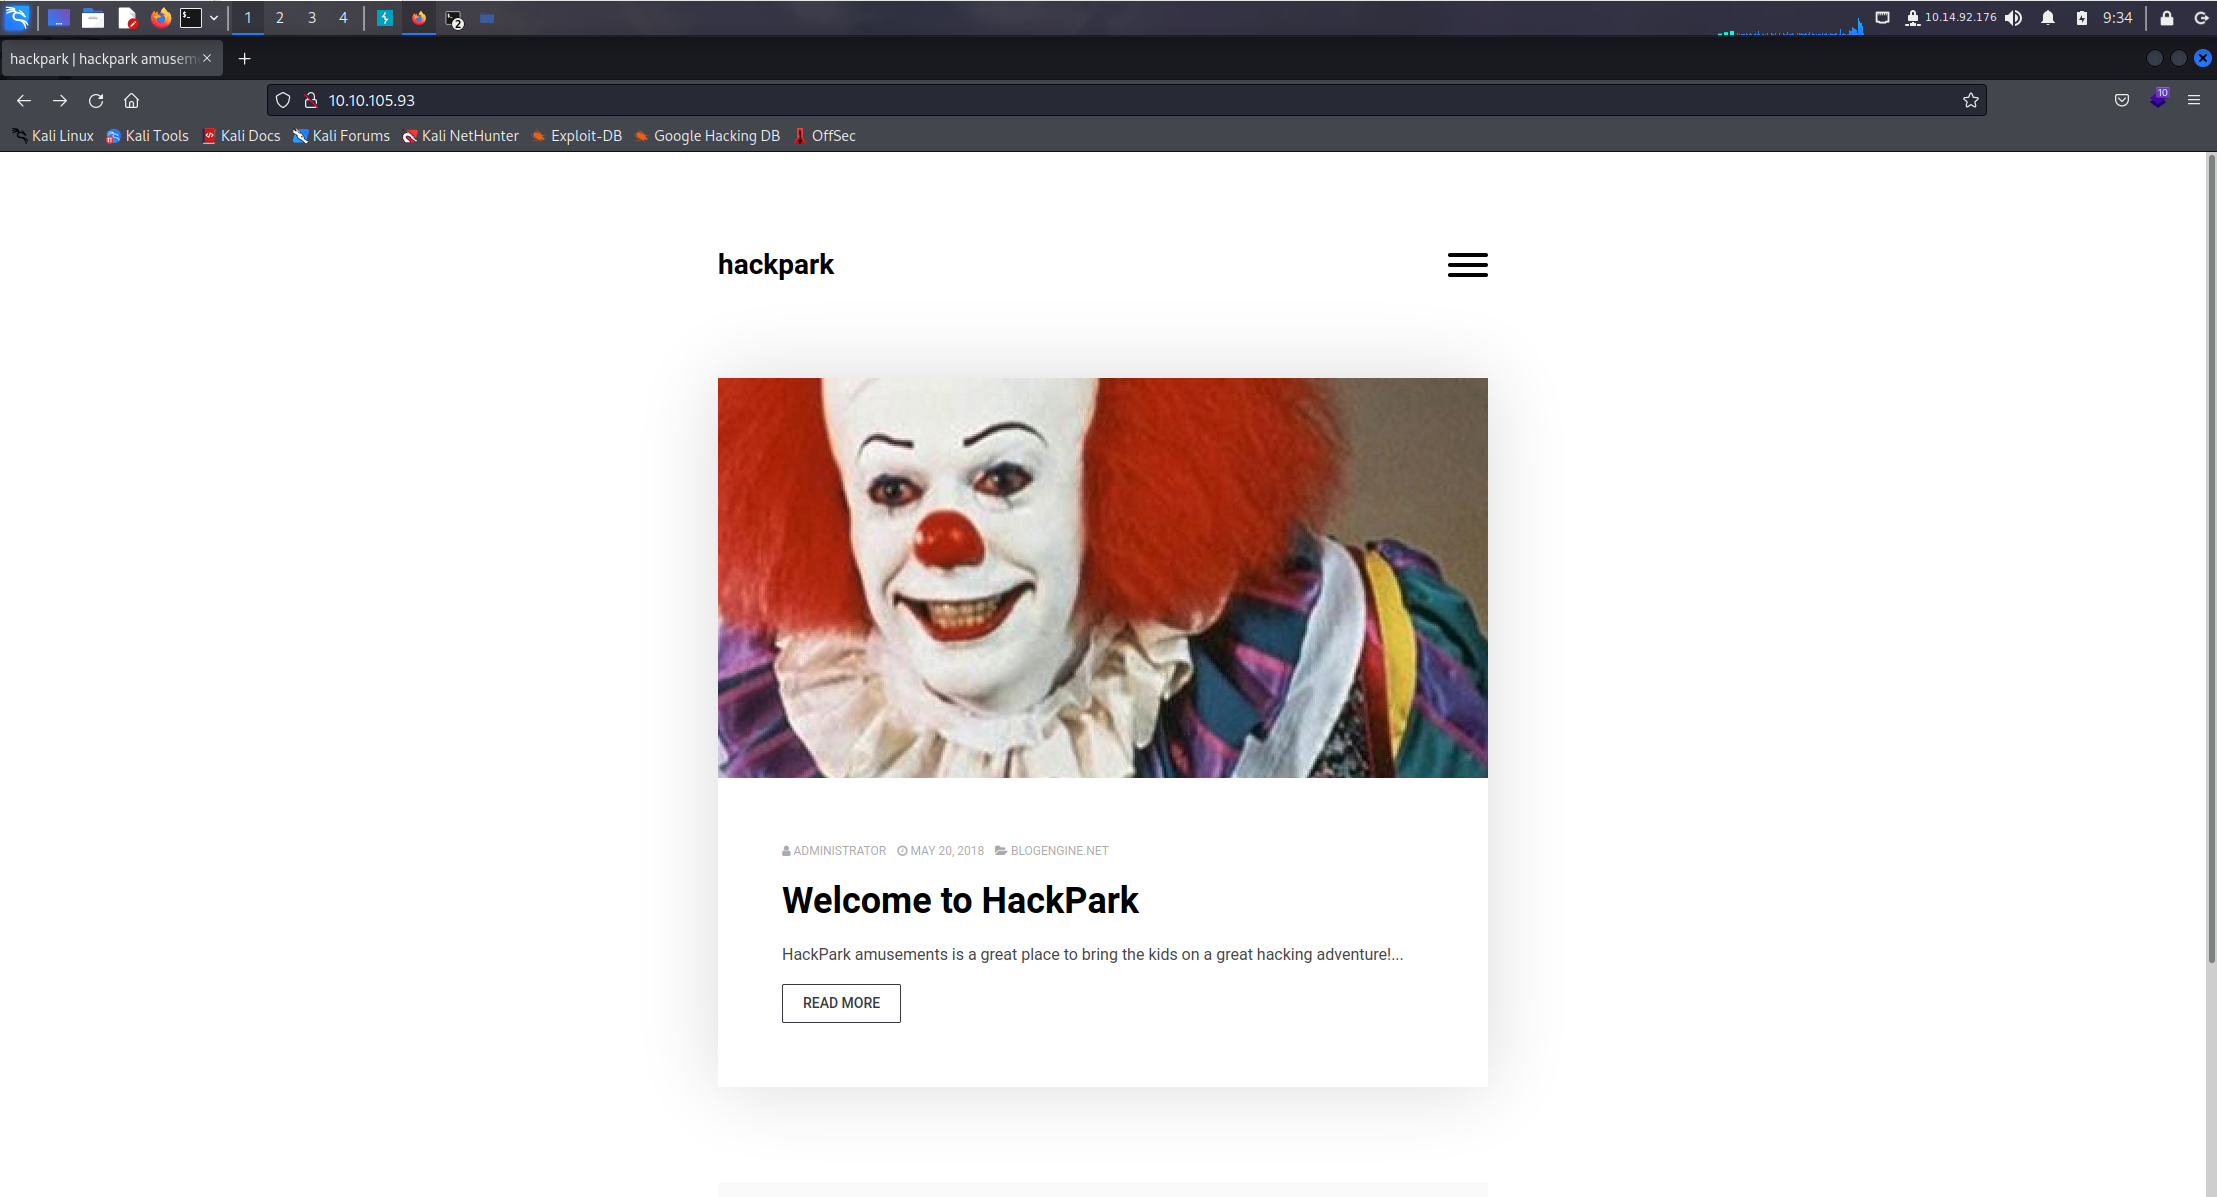 1 2 3 4
2
10.14.92.176
9:34
hackpark | hackpark amusem
10.10.105.93
10
Kali Linux Kali Tools Kali Docs Kali Forums Kali NetHunter Exploit-DB Google Hacking DB OffSec
hackpark
ADMINISTRATOR MAY 20, 2018 BLOGENGINE.NET
Welcome to HackPark
HackPark amusements is a great place to bring the kids on a great hacking adventure!...
READ MORE